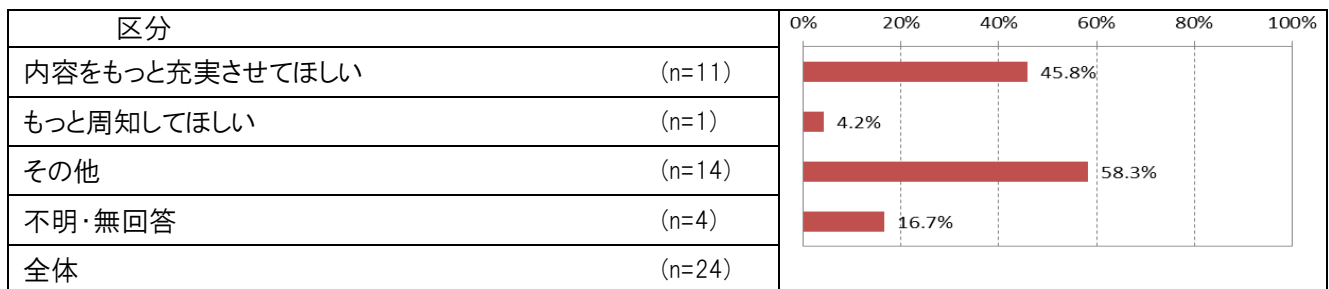 区分
0% 20% 40% 60% 80% 100%
内容をもっと充実させてほしい (n=11) 45.8%
もっと周知してほしい (n=1) 4.2%
その他 (n=14) 58.3%
不明・無回答 (n=4) 16.7%
全体 (n=24)